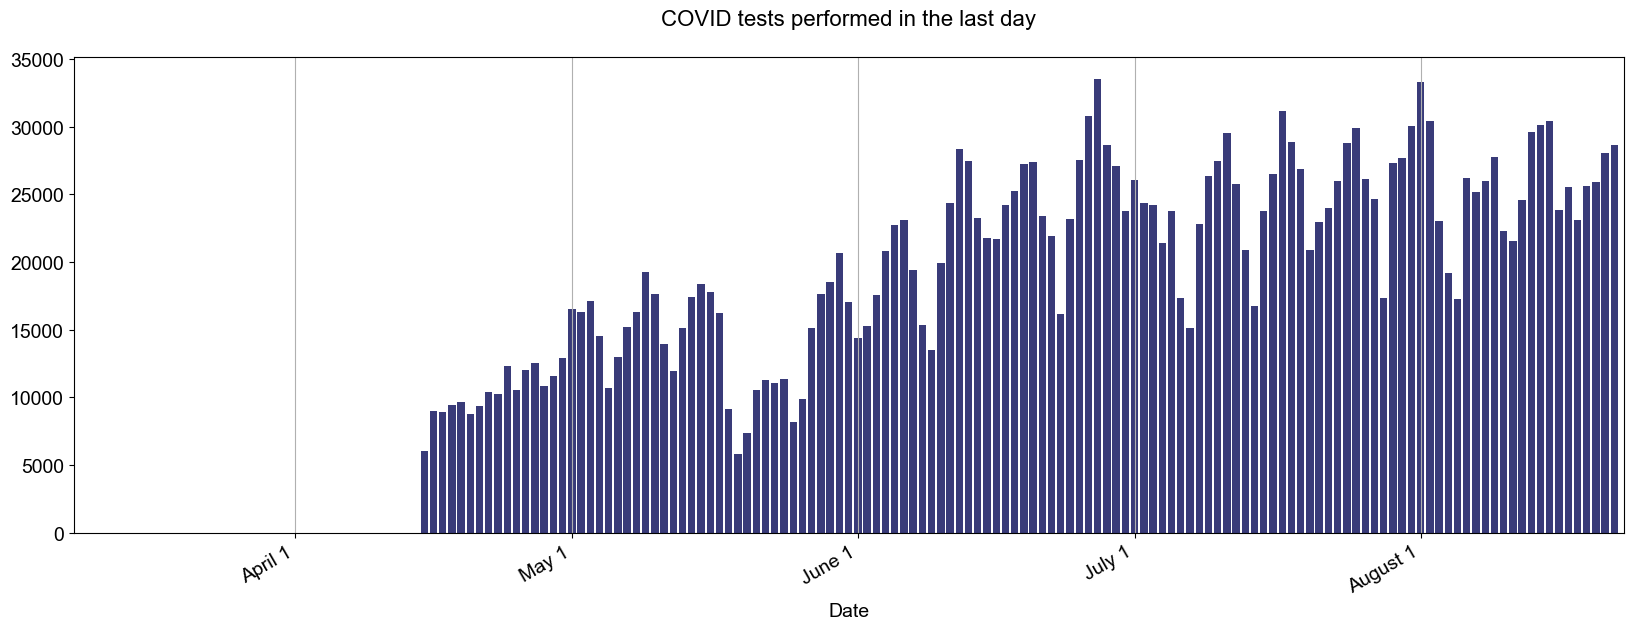 COVID tests performed in the last day
35000
30000
25000
20000
15000
10000
5000
0
April 1
May 1
June 1
July 1
August 1
Date